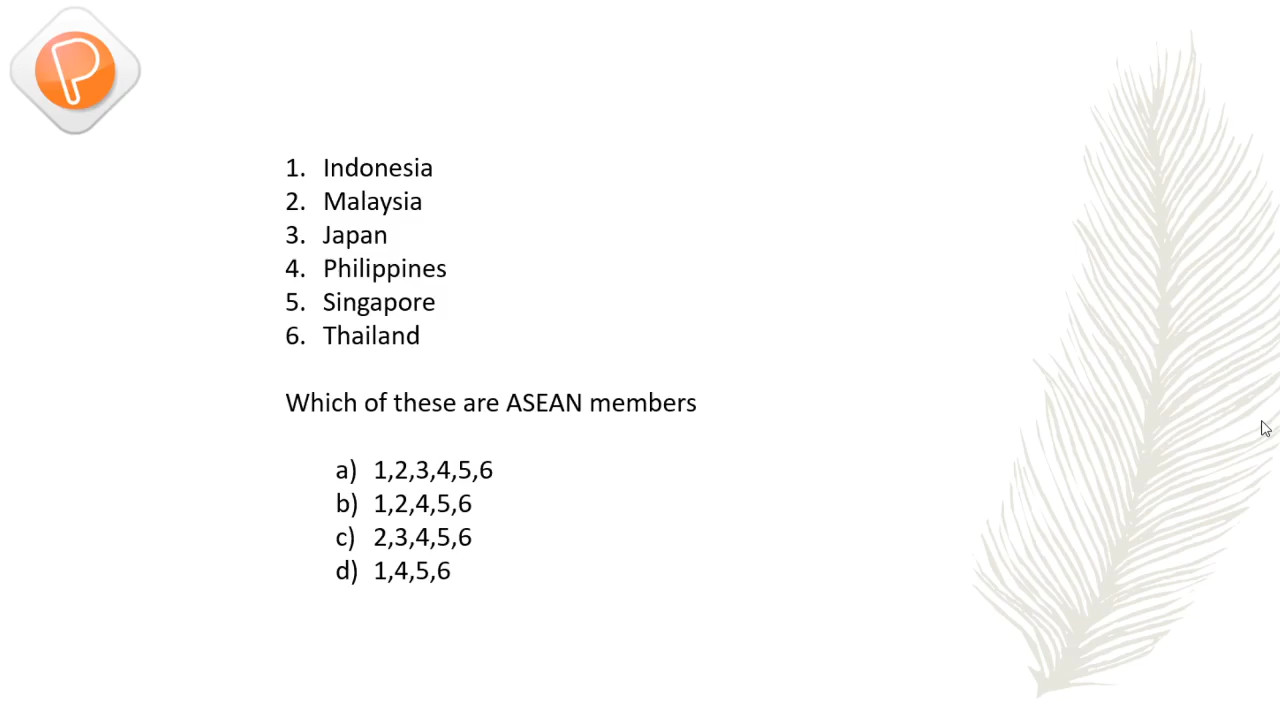 P
1. Indonesia
2. Malaysia
3. Japan
4. Philippines
5. Singapore
6. Thailand
Which of these are ASEAN members
a) 1,2,3,4,5,6
b) 1,2,4,5,6
c) 2,3,4,5,6
d) 1,4,5,6